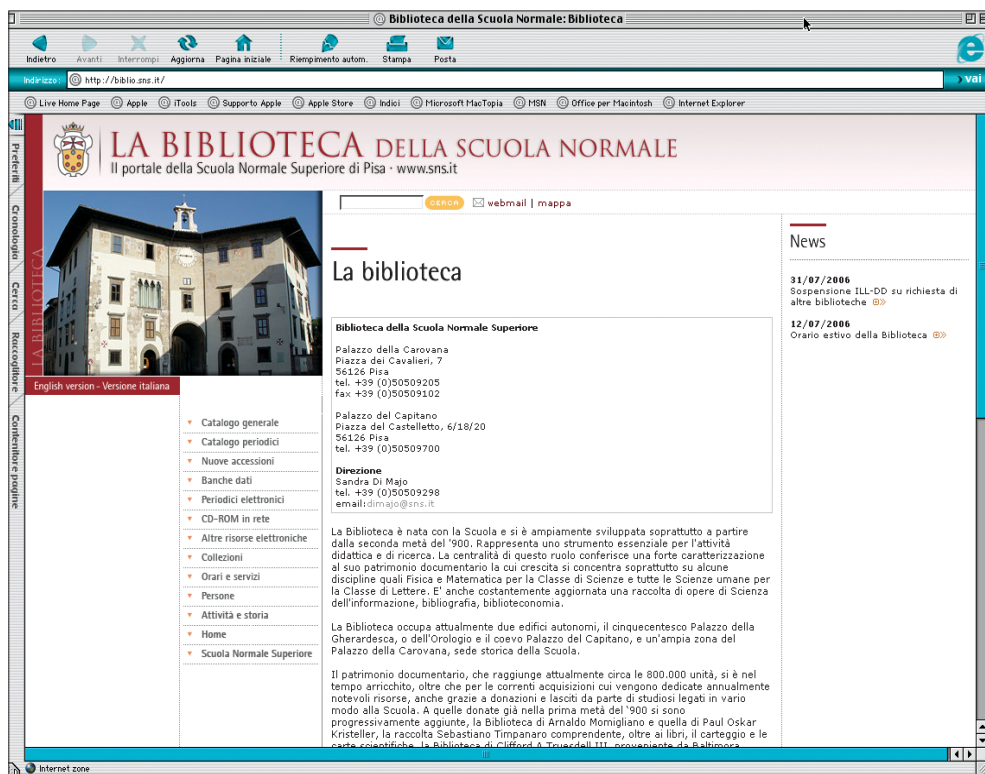 Biblioteca della Scuola Normale: Biblioteca
Indietro Avanti Interrompi Aggiorna Pagina iniziale Riempimento autom. Stampa Posta
Indirizzo: http://biblio.sns.it/ vai
Live Home Page Apple iTools Supporto Apple Apple Store Indici Microsoft MacTopia MSN Office per Macintosh Internet Explorer
Preferiti
Cronologia
Cerca
Raccoglitore
Contenitore pagine
LA BIBLIOTECA DELLA SCUOLA NORMALE
Il portale della Scuola Normale Superiore di Pisa · www.sns.it
LA BIBLIOTECA
English version - Versione italiana
CERCA webmail | mappa
Catalogo generale
Catalogo periodici
Nuove accessioni
Banche dati
Periodici elettronici
CD-ROM in rete
Altre risorse elettroniche
Collezioni
Orari e servizi
Persone
Attività e storia
Home
Scuola Normale Superiore
La biblioteca
Biblioteca della Scuola Normale Superiore
Palazzo della Carovana
Piazza dei Cavalieri, 7
56126 Pisa
tel. +39 (0)50509205
fax +39 (0)50509102
Palazzo del Capitano
Piazza del Castelletto, 6/18/20
56126 Pisa
tel. +39 (0)50509700
Direzione
Sandra Di Majo
tel. +39 (0)50509298
email:dimajo@sns.it
La Biblioteca è nata con la Scuola e si è ampiamente sviluppata soprattutto a partire
dalla seconda metà del '900. Rappresenta uno strumento essenziale per l'attività
didattica e di ricerca. La centralità di questo ruolo conferisce una forte caratterizzazione
al suo patrimonio documentario la cui crescita si concentra soprattutto su alcune
discipline quali Fisica e Matematica per la Classe di Scienze e tutte le Scienze umane per
la Classe di Lettere. E' anche costantemente aggiornata una raccolta di opere di Scienza
dell'informazione, bibliografia, biblioteconomia.
La Biblioteca occupa attualmente due edifici autonomi, il cinquecentesco Palazzo della
Gherardesca, o dell'Orologio e il coevo Palazzo del Capitano, e un'ampia zona del
Palazzo della Carovana, sede storica della Scuola.
Il patrimonio documentario, che raggiunge attualmente circa le 800.000 unità, si è nel
tempo arricchito, oltre che per le correnti acquisizioni cui vengono dedicate annualmente
notevoli risorse, anche grazie a donazioni e lasciti da parte di studiosi legati in vario
modo alla Scuola. A quelle donate già nella prima metà del '900 si sono
progressivamente aggiunte, la Biblioteca di Arnaldo Momigliano e quella di Paul Oskar
Kristeller, la raccolta Sebastiano Timpanaro comprendente, oltre ai libri, il carteggio e le
carte scientifiche, la Biblioteca di Clifford A.Truesdell III, proveniente da Baltimora,
News
31/07/2006
Sospensione ILL-DD su richiesta di
altre biblioteche
12/07/2006
Orario estivo della Biblioteca
Internet zone